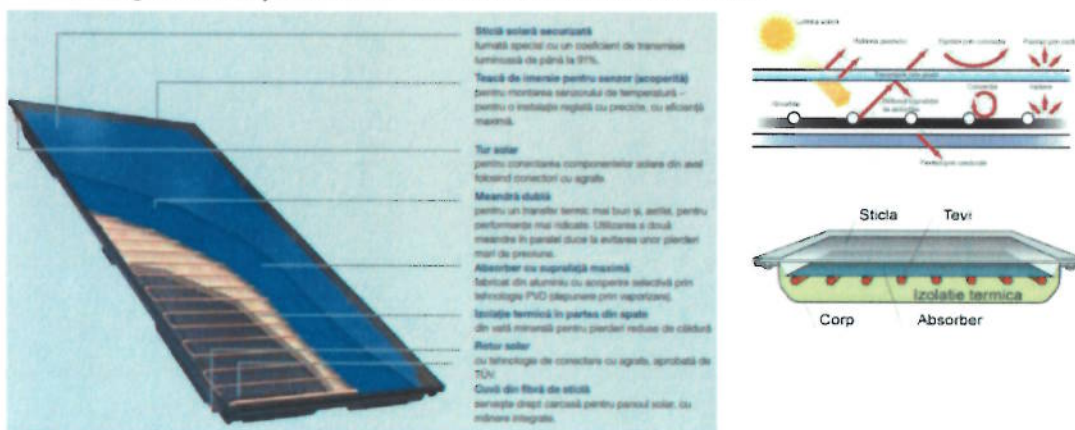 Sticlă solară securizată
turnată special cu un coeficient de transmisie
luminoasă de până la 91%.
Teacă de imersie pentru senzor (acoperită)
pentru montarea senzorului de temperatură –
pentru o instalație reglată cu precizie, cu eficiență
maximă.
Tur solar
pentru conectarea componentelor solare din aval
folosind conectori cu agrafe.
Meandră dublă
pentru un transfer termic mai bun și, astfel, pentru
performanțe mai ridicate. Utilizarea a două
meandre în paralel duce la evitarea unor pierderi
mari de presiune.
Absorber cu suprafață maximă
fabricat din aluminiu cu acoperire selectivă prin
tehnologie PVD (depunere prin vaporizare).
Izolație termică în partea din spate
din vată minerală pentru pierderi reduse de căldură
Retur solar
cu tehnologie de conectare cu agrafe, aprobată de
TÜV.
Cuvă din fibră de sticlă
servește drept carcasă pentru panoul solar, cu
mânere integrate.
Convecție
Sticla
Tevi
Izolatie termica
Corp
Absorber